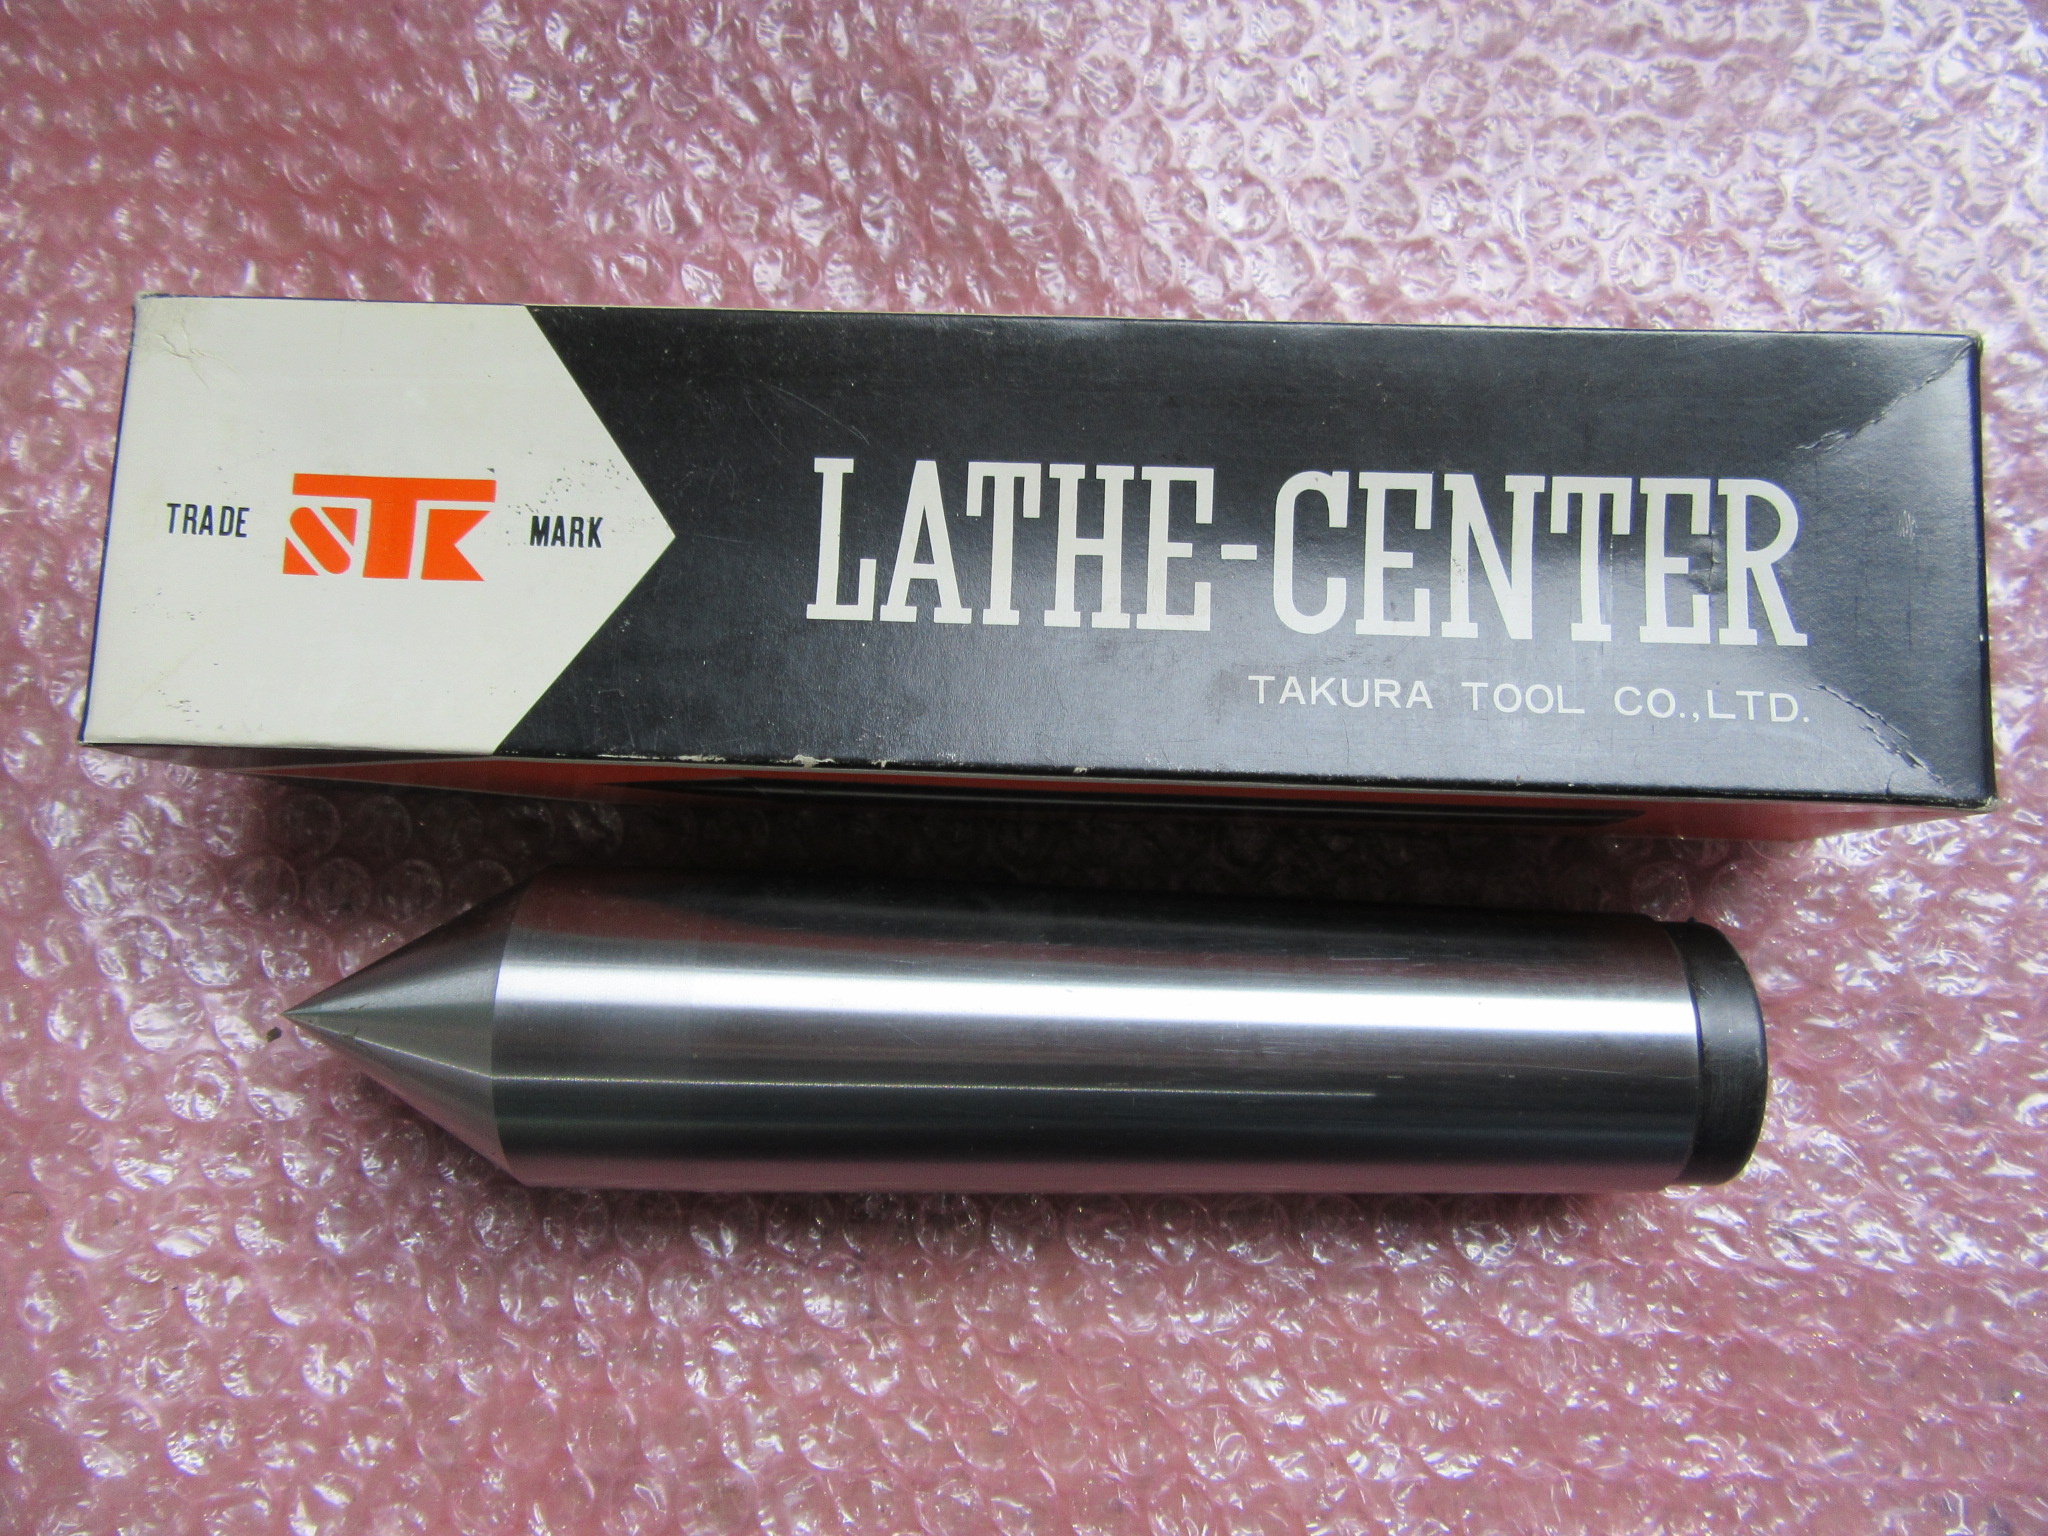 TRADE STK MARK
LATHE-CENTER
TAKURA TOOL CO.,LTD.